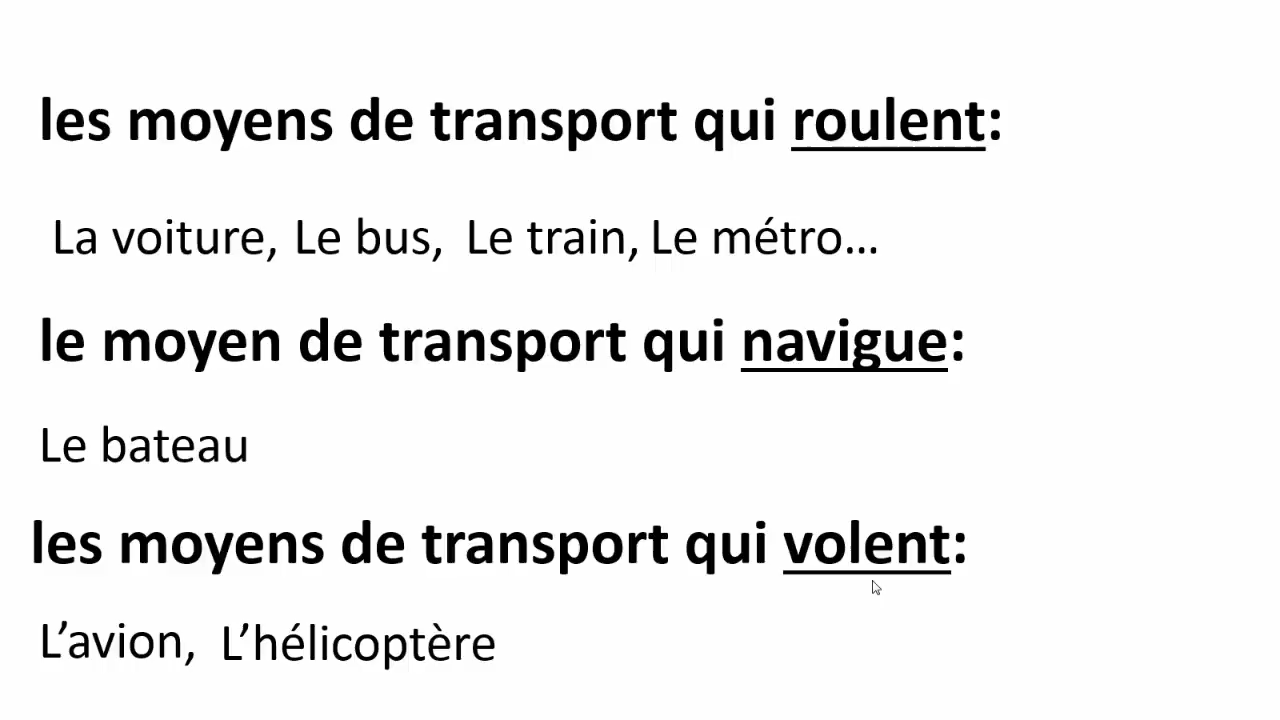 les moyens de transport qui roulent:
La voiture, Le bus, Le train, Le métro...
le moyen de transport qui navigue:
Le bateau
les moyens de transport qui volent:
L’avion, L’hélicoptère